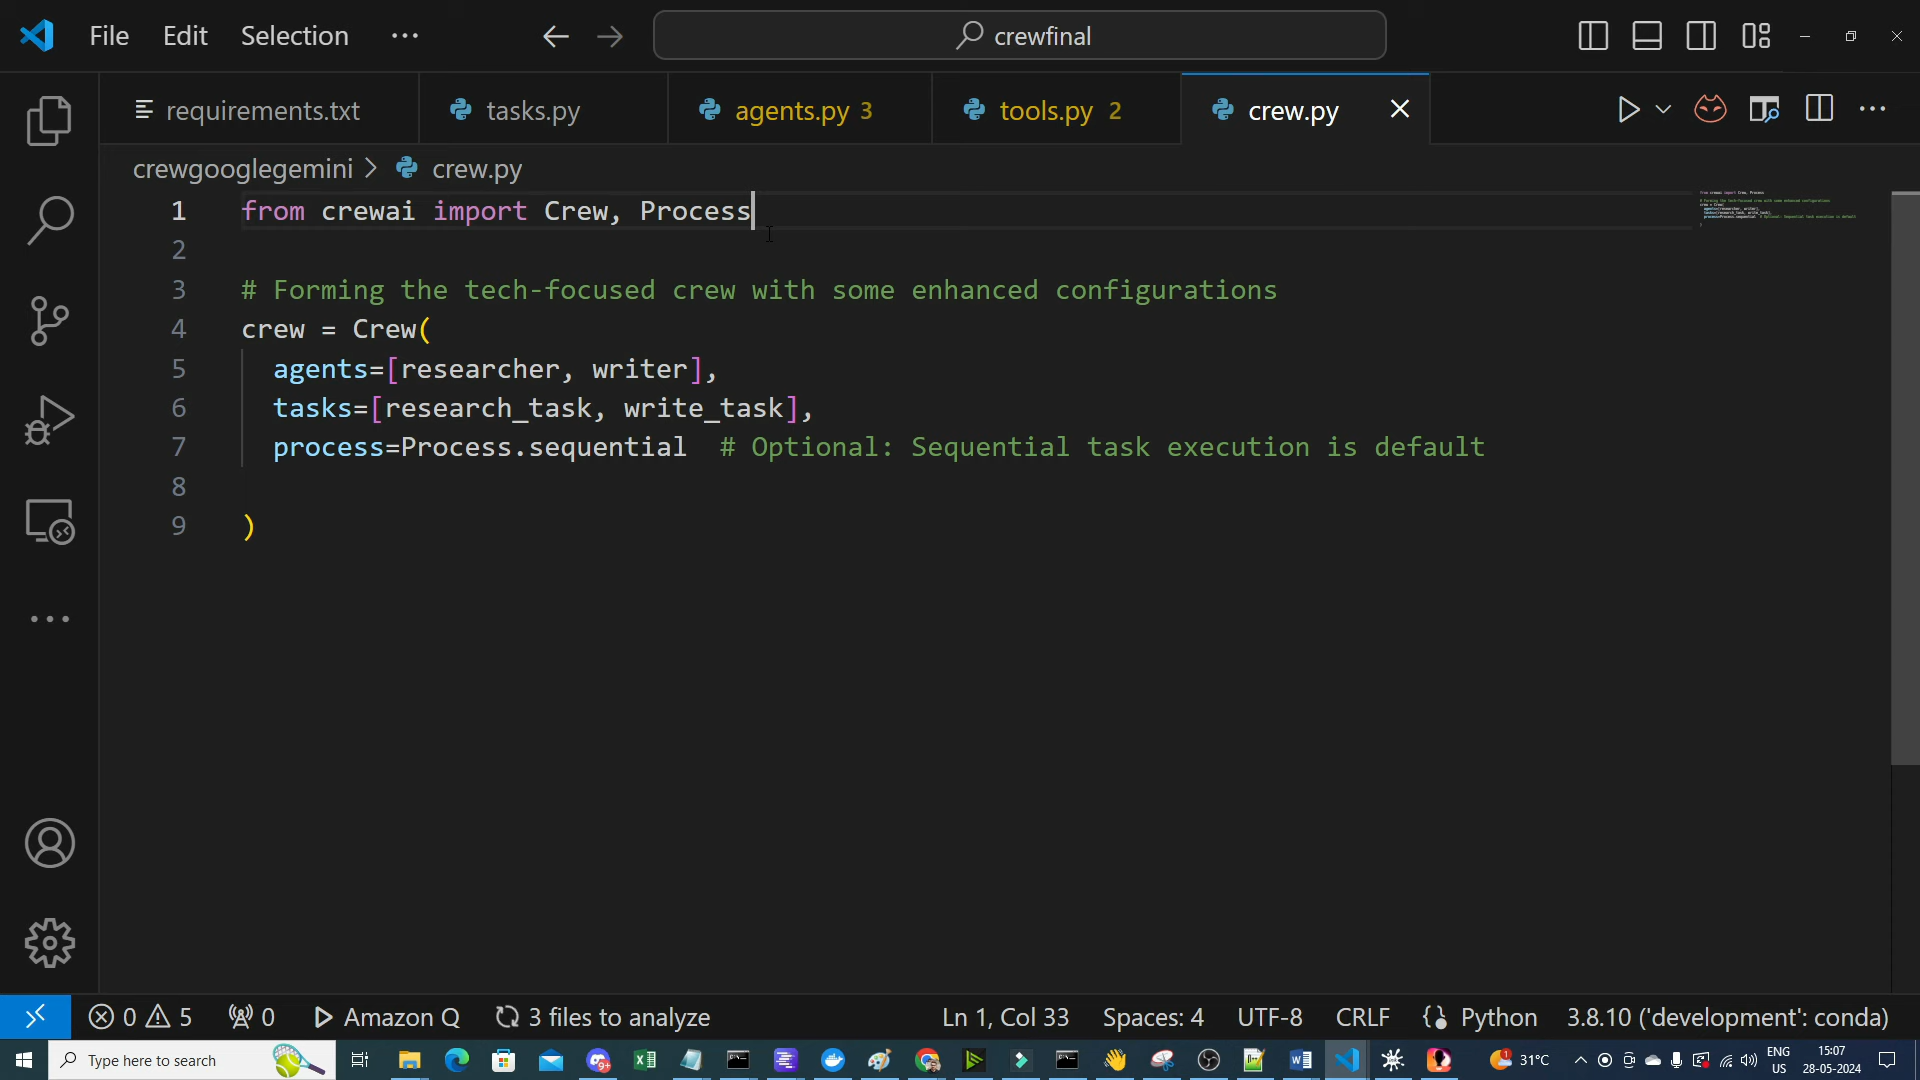 File Edit Selection ··· crewfinal
requirements.txt tasks.py agents.py 3 tools.py 2 crew.py
crewgooglegemini > crew.py
1 from crewai import Crew, Process
2
3 # Forming the tech-focused crew with some enhanced configurations
4 crew = Crew(
5 agents=[researcher, writer],
6 tasks=[research_task, write_task],
7 process=Process.sequential # Optional: Sequential task execution is default
8
9 )
0 5 0 Amazon Q 3 files to analyze Ln 1, Col 33 Spaces: 4 UTF-8 CRLF Python 3.8.10 ('development': conda)
Type here to search 31°C ENG 15:07
US 28-05-2024